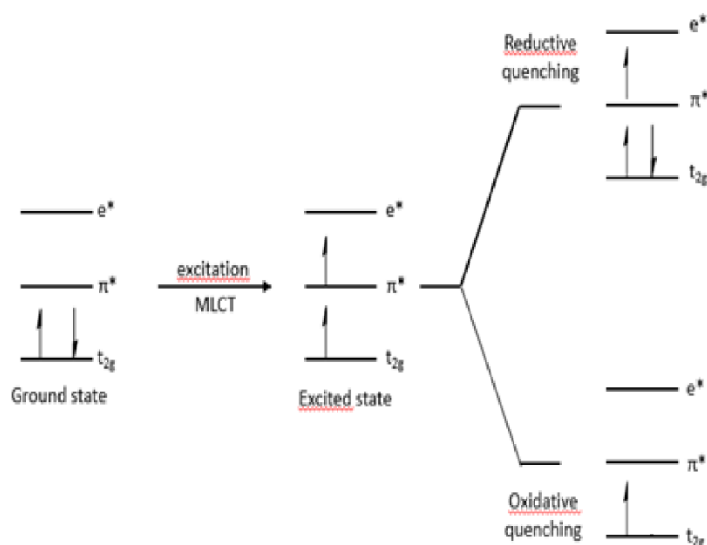 e*
π*
t2g
Ground state
excitation
MLCT
e*
π*
t2g
Excited state
Reductive
quenching
e*
π*
t2g
Oxidative
quenching
e*
π*
t2g